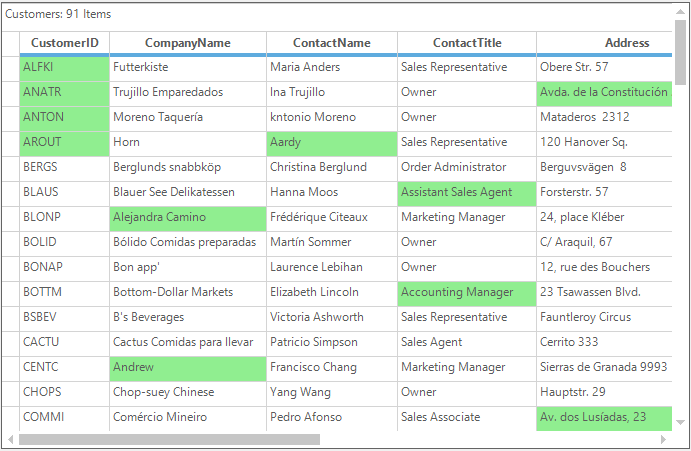 Customers: 91 Items
CustomerID CompanyName ContactName ContactTitle Address
ALFKI Futterkiste Maria Anders Sales Representative Obere Str. 57
ANATR Trujillo Emparedados Ina Trujillo Owner Avda. de la Constitución
ANTON Moreno Taquería kntonio Moreno Owner Mataderos 2312
AROUT Horn Aardy Sales Representative 120 Hanover Sq.
BERGS Berglunds snabbköp Christina Berglund Order Administrator Berguvsvägen 8
BLAUS Blauer See Delikatessen Hanna Moos Assistant Sales Agent Forsterstr. 57
BLONP Alejandra Camino Frédérique Citeaux Marketing Manager 24, place Kléber
BOLID Bólido Comidas preparadas Martín Sommer Owner C/ Araquil, 67
BONAP Bon app' Laurence Lebihan Owner 12, rue des Bouchers
BOTTM Bottom-Dollar Markets Elizabeth Lincoln Accounting Manager 23 Tsawassen Blvd.
BSBEV B's Beverages Victoria Ashworth Sales Representative Fauntleroy Circus
CACTU Cactus Comidas para llevar Patricio Simpson Sales Agent Cerrito 333
CENTC Andrew Francisco Chang Marketing Manager Sierras de Granada 9993
CHOPS Chop-suey Chinese Yang Wang Owner Hauptstr. 29
COMMI Comércio Mineiro Pedro Afonso Sales Associate Av. dos Lusíadas, 23